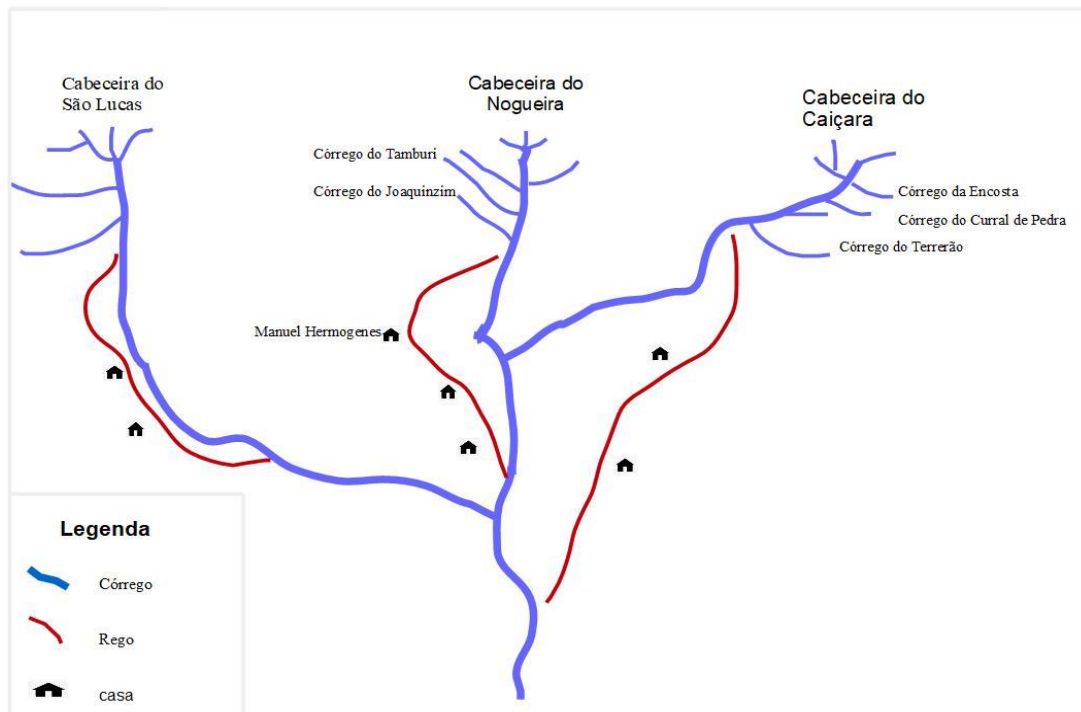 Cabeceira do
São Lucas
Cabeceira do
Nogueira
Cabeceira do
Caiçara
Córrego do Tamburi
Córrego do Joaquinzim
Córrego da Encosta
Córrego do Curral de Pedra
Córrego do Terrerão
Manuel Hermogenes
Legenda
Córrego
Rego
casa